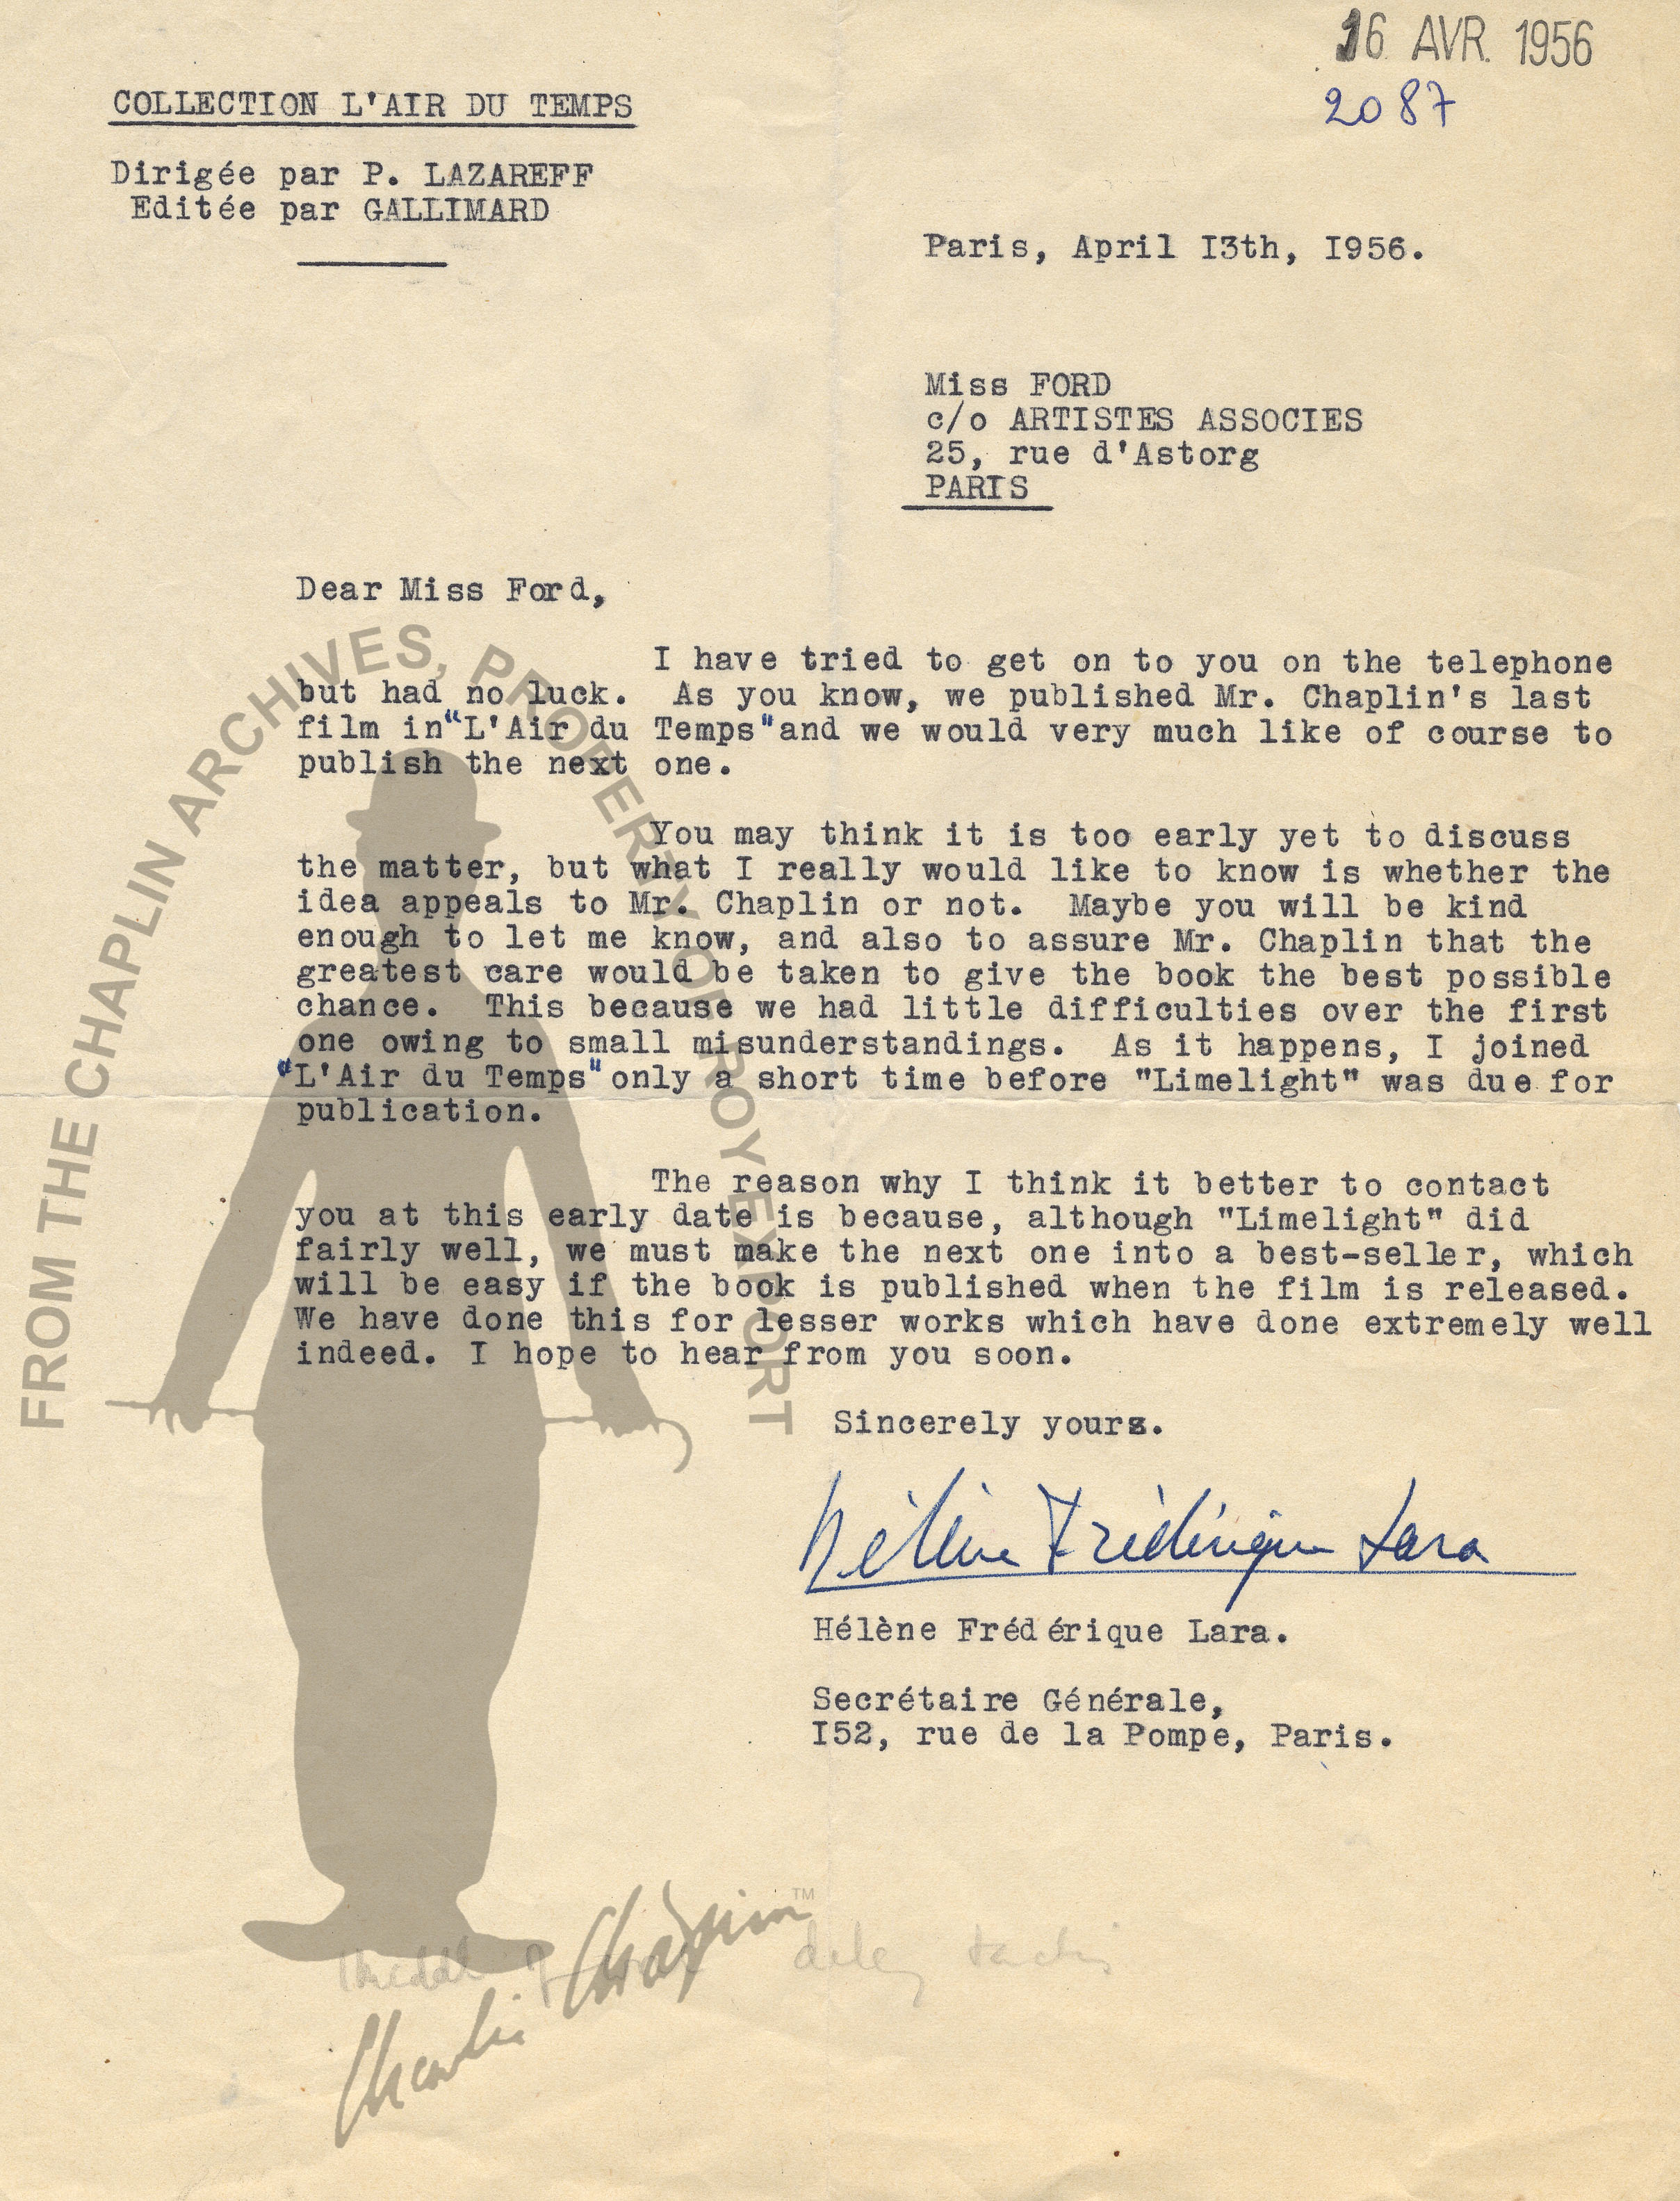 16 AVR. 1956
2087
COLLECTION L'AIR DU TEMPS
Dirigée par P. LAZAREFF
Editée par GALLIMARD
Paris, April I3th, I956.
Miss FORD
c/o ARTISTES ASSOCIES
25, rue d'Astorg
PARIS
Dear Miss Ford,
I have tried to get on to you on the telephone
but had no luck. As you know, we published Mr. Chaplin's last
film in "L'Air du Temps" and we would very much like of course to
publish the next one.
You may think it is too early yet to discuss
the matter, but what I really would like to know is whether the
idea appeals to Mr. Chaplin or not. Maybe you will be kind
enough to let me know, and also to assure Mr. Chaplin that the
greatest care would be taken to give the book the best possible
chance. This because we had little difficulties over the first
one owing to small misunderstandings. As it happens, I joined
"L'Air du Temps" only a short time before "Limelight" was due for
publication.
The reason why I think it better to contact
you at this early date is because, although "Limelight" did
fairly well, we must make the next one into a best-seller, which
will be easy if the book is published when the film is released.
We have done this for lesser works which have done extremely well
indeed. I hope to hear from you soon.
Sincerely yours.
Hélène Frédérique Lara
Hélène Frédérique Lara.
Secrétaire Générale,
I52, rue de la Pompe, Paris.
FROM THE CHAPLIN ARCHIVES, PROPERTY OF ROY EXPORT
Charlie Chaplin™